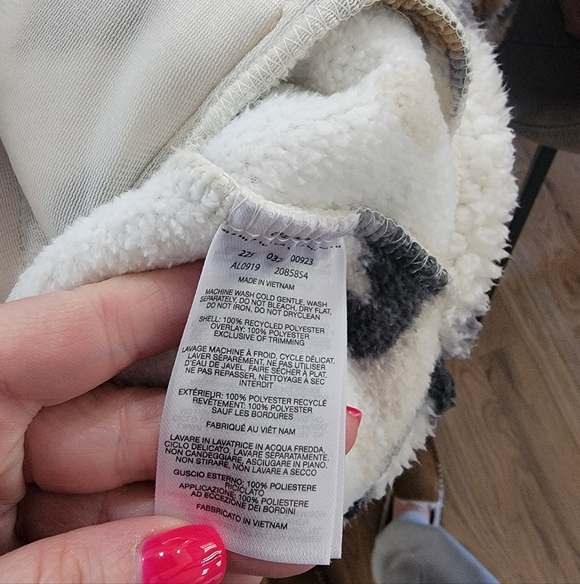 225 032 00923
AL0919 2085854
MADE IN VIETNAM
MACHINE WASH COLD GENTLE, WASH
SEPARATELY, DO NOT BLEACH, DRY FLAT,
DO NOT IRON, DO NOT DRYCLEAN
SHELL: 100% RECYCLED POLYESTER
OVERLAY: 100% POLYESTER
EXCLUSIVE OF TRIMMING
LAVAGE MACHINE À FROID, CYCLE DÉLICAT,
LAVER SÉPARÉMENT, NE PAS UTILISER
D'EAU DE JAVEL, FAIRE SÉCHER À PLAT,
NE PAS REPASSER, NETTOYAGE A SEC
INTERDIT
EXTÉRIEUR: 100% POLYESTER RECYCLÉ
REVÊTEMENT: 100% POLYESTER
SAUF LES BORDURES
FABRIQUÉ AU VIÊT NAM
LAVARE IN LAVATRICE IN ACQUA FREDDA,
CICLO DELICATO, LAVARE SEPARATAMENTE,
NON CANDEGGIARE, ASCIUGARE IN PIANO,
NON STIRARE, NON LAVARE A SECCO
GUSCIO ESTERNO: 100% POLIESTERE
RICICLATO
APPLICAZIONE: 100% POLIESTERE
AD ECCEZIONE DEI BORDINI
FABBRICATO IN VIETNAM